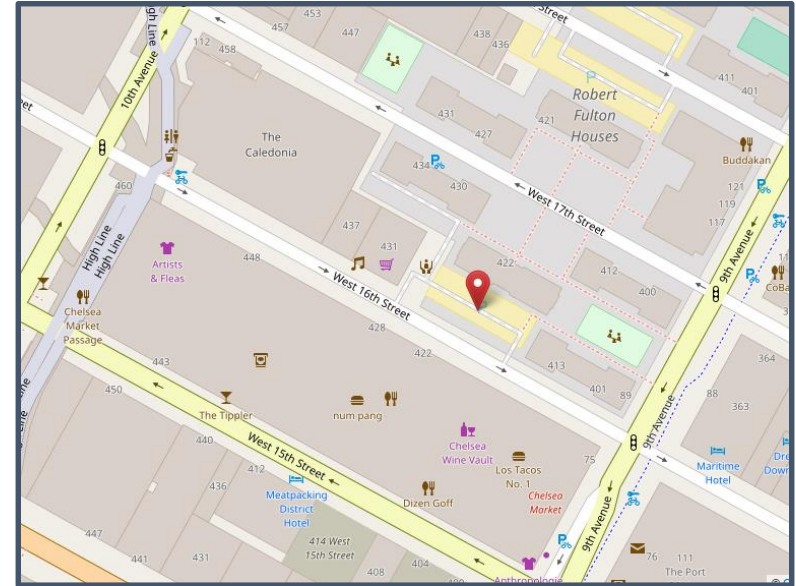 High Line
10th Avenue
112
458
457
453
447
438
436
Street
Robert
Fulton
Houses
411
401
431
427
421
Buddakan
The
Caledonia
434
430
West 17th Street
121
119
117
9th Avenue
460
437
431
422
412
400
High Line
High Line
Artists
& Fleas
448
West 16th Street
428
422
413
401
89
364
88
363
Chelsea
Market
Passage
443
450
The Tippler
num pang
Chelsea
Wine Vault
Los Tacos
No. 1
75
9th Avenue
Maritime
Hotel
West 15th Street
440
412
436
Meatpacking
District
Hotel
Dizen Goff
Chelsea
Market
447
441
431
414 West
15th Street
408
404
9th Avenue
76
111
The Port
Anthropologie